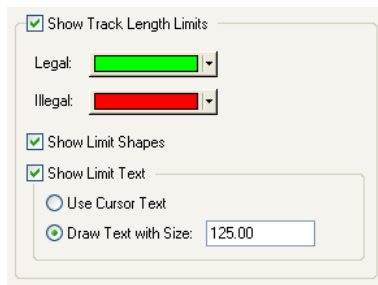 Show Track Length Limits
Legal:
Illegal:
Show Limit Shapes
Show Limit Text
Use Cursor Text
Draw Text with Size: 125.00